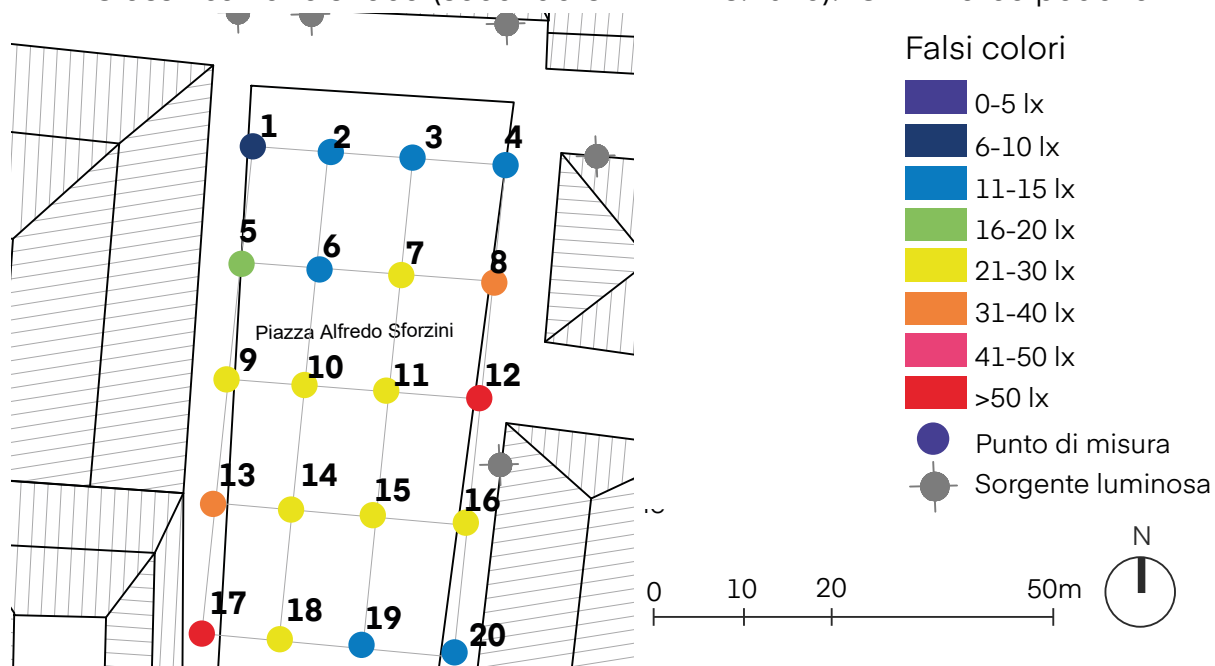 1
2
3
4
5
6
7
8
Piazza Alfredo Sforzini
9
10
11
12
13
14
15
16
17
18
19
20
Falsi colori
0-5 lx
6-10 lx
11-15 lx
16-20 lx
21-30 lx
31-40 lx
41-50 lx
>50 lx
Punto di misura
Sorgente luminosa
0 10 20 50m
N